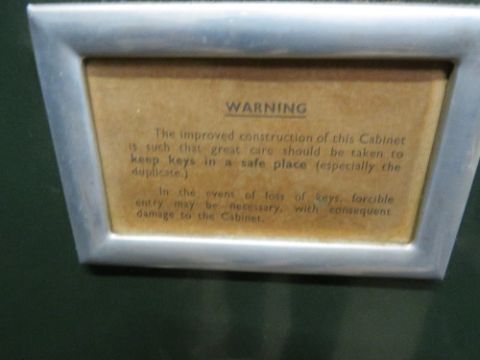 WARNING
The improved construction of this Cabinet
is such that great care should be taken to
keep keys in a safe place (especially the
duplicate.)
In the event of loss of keys, forcible
entry may be necessary, with consequent
damage to the Cabinet.